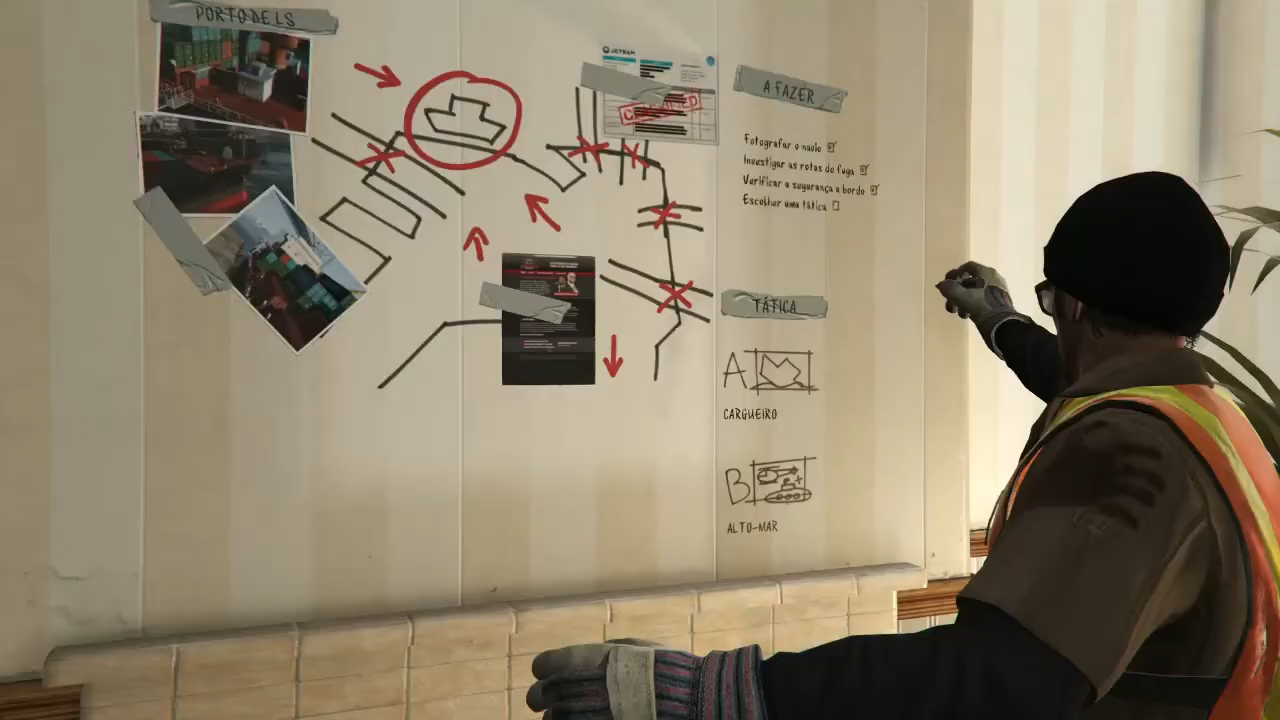 PORTO DE LS
JETSAM
A FAZER
Fotografar o navio
Investigar as rotas de fuga
Verificar a segurança a bordo
Escolher uma tática
TÁTICA
A
CARGUEIRO
B
ALTO-MAR